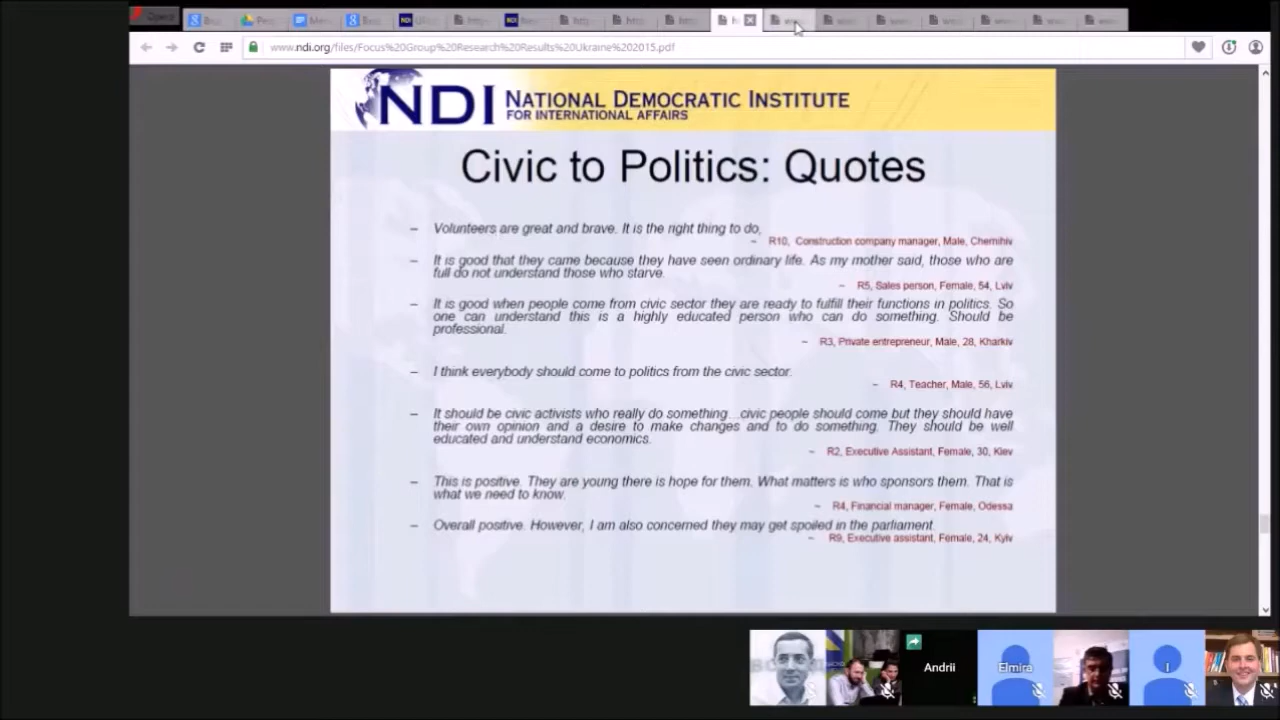 Opera
www.ndi.org/files/Focus%20Group%20Research%20Results%20Ukraine%202015.pdf
NDI NATIONAL DEMOCRATIC INSTITUTE
FOR INTERNATIONAL AFFAIRS
Civic to Politics: Quotes
– Volunteers are great and brave. It is the right thing to do,
– R10, Construction company manager, Male, Chernihiv
– It is good that they came because they have seen ordinary life. As my mother said, those who are
full do not understand those who starve.
– R5, Sales person, Female, 54, Lviv
– It is good when people come from civic sector they are ready to fulfill their functions in politics. So
one can understand this is a highly educated person who can do something. Should be
professional.
– R3, Private entrepreneur, Male, 28, Kharkiv
– I think everybody should come to politics from the civic sector.
– R4, Teacher, Male, 56, Lviv
– It should be civic activists who really do something…civic people should come but they should have
their own opinion and a desire to make changes and to do something. They should be well
educated and understand economics.
– R2, Executive Assistant, Female, 30, Kiev
– This is positive. They are young there is hope for them. What matters is who sponsors them. That is
what we need to know.
– R4, Financial manager, Female, Odessa
– Overall positive. However, I am also concerned they may get spoiled in the parliament
– R9, Executive assistant, Female, 24, Kyiv
Andrii
Elmira
I